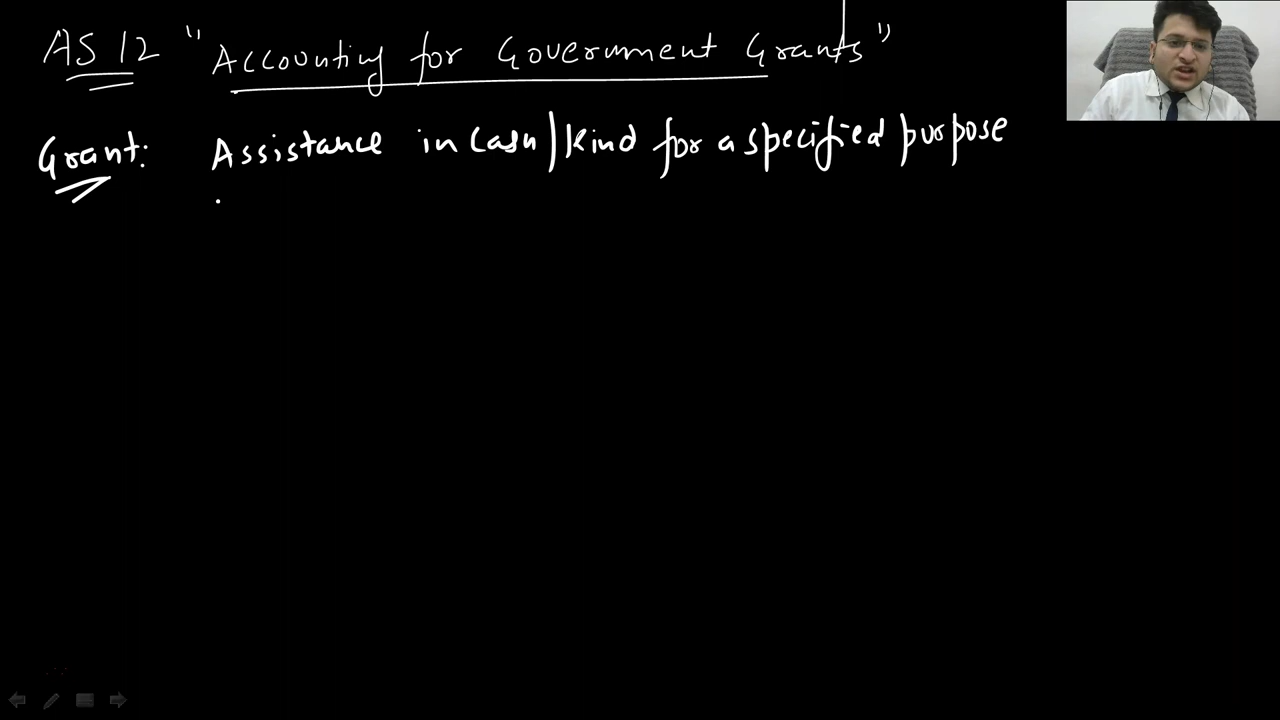 AS 12 "Accounting for Government Grants"
Grant: Assistance in cash/kind for a specified purpose